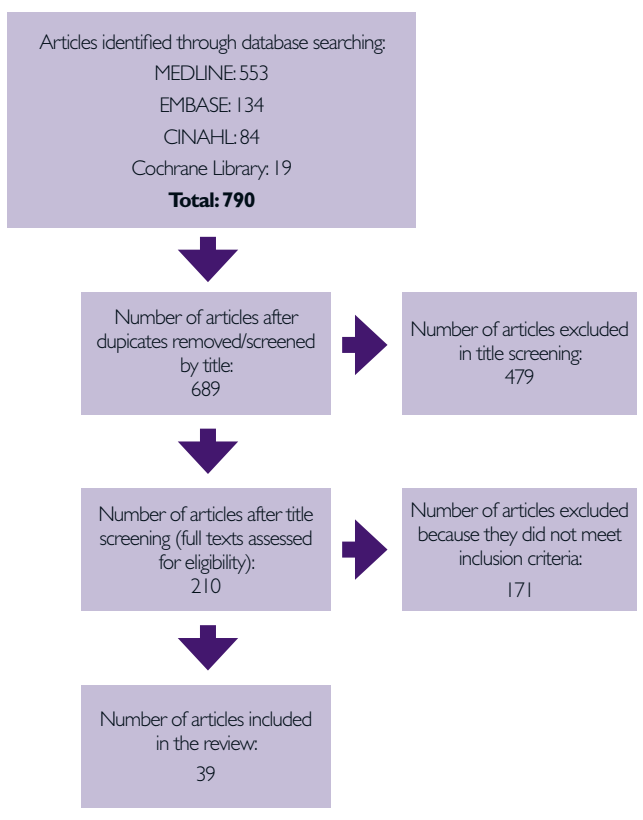 Articles identified through database searching:
MEDLINE: 553
EMBASE: 134
CINAHL: 84
Cochrane Library: 19
Total: 790
Number of articles after
dupicates removed/screened
by title:
689
Number of articles excluded
in title screening:
479
Number of articles after title
screening (full texts assessed
for eligibility):
210
Number of articles excluded
because they did not meet
inclusion criteria:
171
Number of articles included
in the review:
39